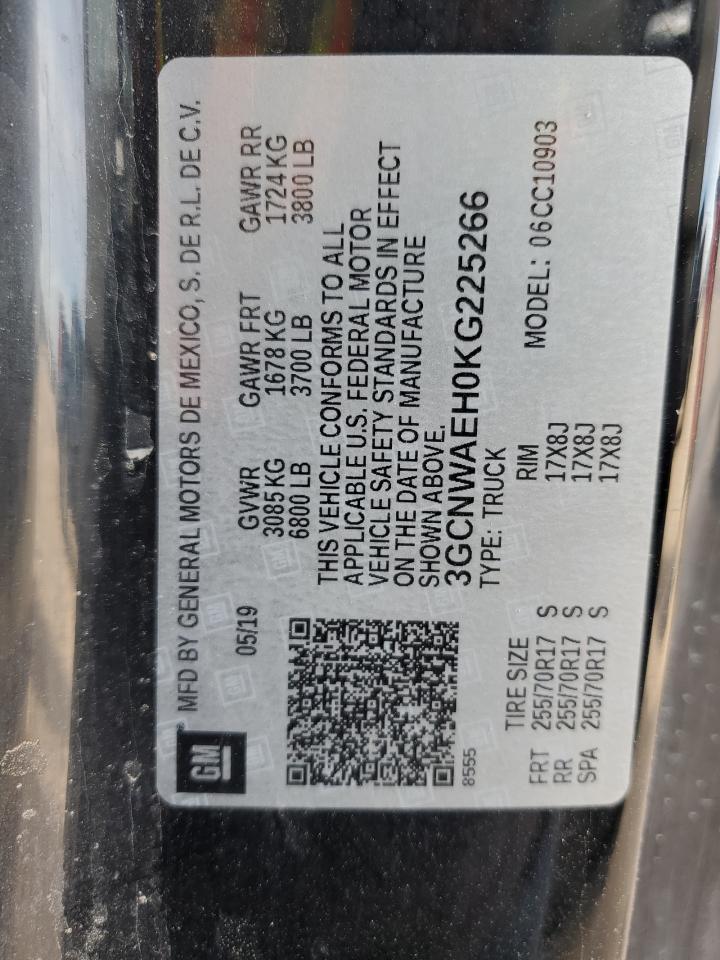 GM
MFD BY GENERAL MOTORS DE MEXICO, S. DE R.L. DE C.V.
05/19
GVWR GAWR FRT GAWR RR
3085 KG 1678 KG 1724 KG
6800 LB 3700 LB 3800 LB
THIS VEHICLE CONFORMS TO ALL
APPLICABLE U.S. FEDERAL MOTOR
VEHICLE SAFETY STANDARDS IN EFFECT
ON THE DATE OF MANUFACTURE
SHOWN ABOVE.
3GCNWAEH0KG225266
8555
TYPE: TRUCK
TIRE SIZE RIM MODEL: 06CC10903
FRT 255/70R17 S 17X8J
RR 255/70R17 S 17X8J
SPA 255/70R17 S 17X8J